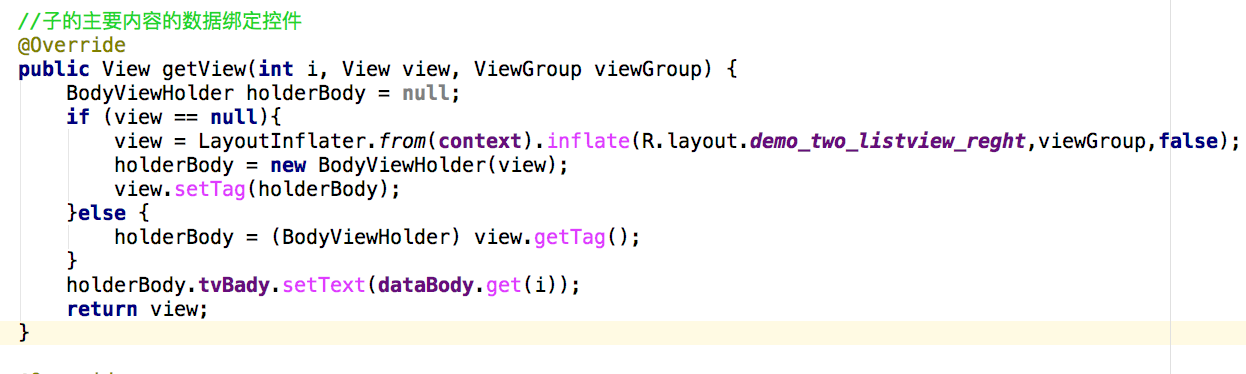 //子的主要内容的数据绑定控件
@Override
public View getView(int i, View view, ViewGroup viewGroup) {
BodyViewHolder holderBody = null;
if (view == null){
view = LayoutInflater.from(context).inflate(R.layout.demo_two_listview_reght,viewGroup,false);
holderBody = new BodyViewHolder(view);
view.setTag(holderBody);
}else {
holderBody = (BodyViewHolder) view.getTag();
}
holderBody.tvBady.setText(dataBody.get(i));
return view;
}